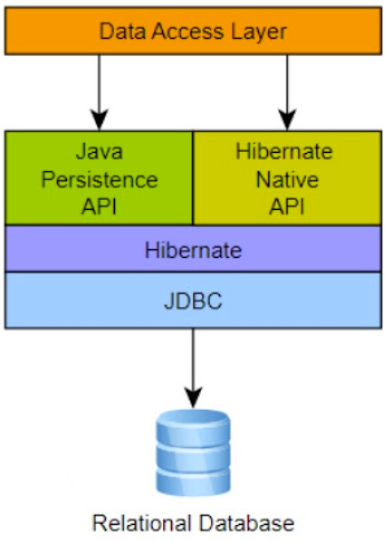 Data Access Layer
Java
Persistence
API
Hibernate
Native
API
Hibernate
JDBC
Relational Database